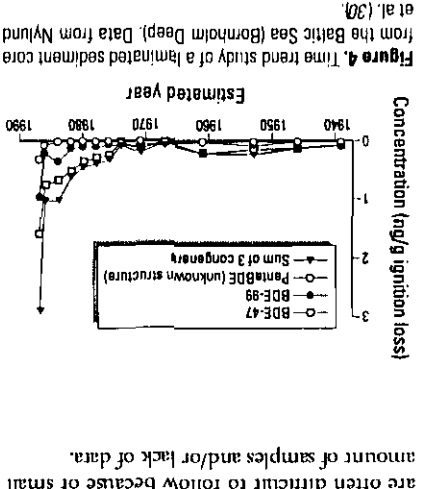 are often difficult to follow because of small
amount of samples and/or lack of data.
Concentration (ng/g ignition loss)
3
2
1
0
BDE-47
BDE-99
PentaBDE (unknown structure)
Sum of 3 congenery
1940 1950 1960 1970 1980 1990
Estimated year
Figure 4. Time trend study of a laminated sediment core
from the Baltic Sea (Bornholm Deep). Data from Nylund
et al. (30).